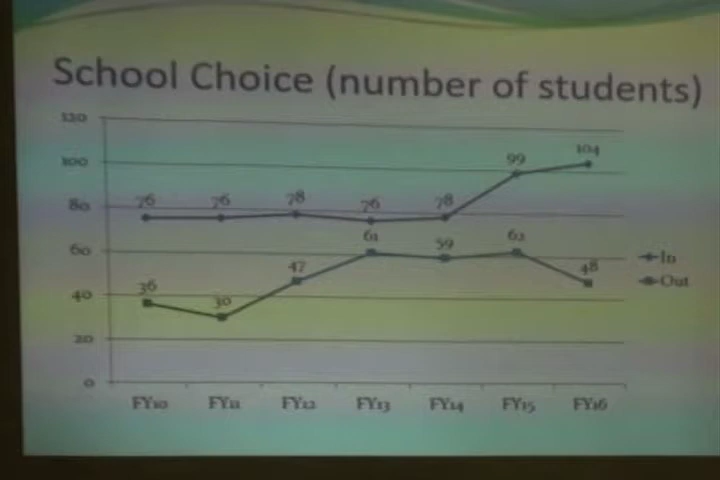 School Choice (number of students)
120
100
80
60
40
20
0
76 76 78 76 78 99 104
36 30 47 61 59 62 48
In
Out
FY10 FY11 FY12 FY13 FY14 FY15 FY16